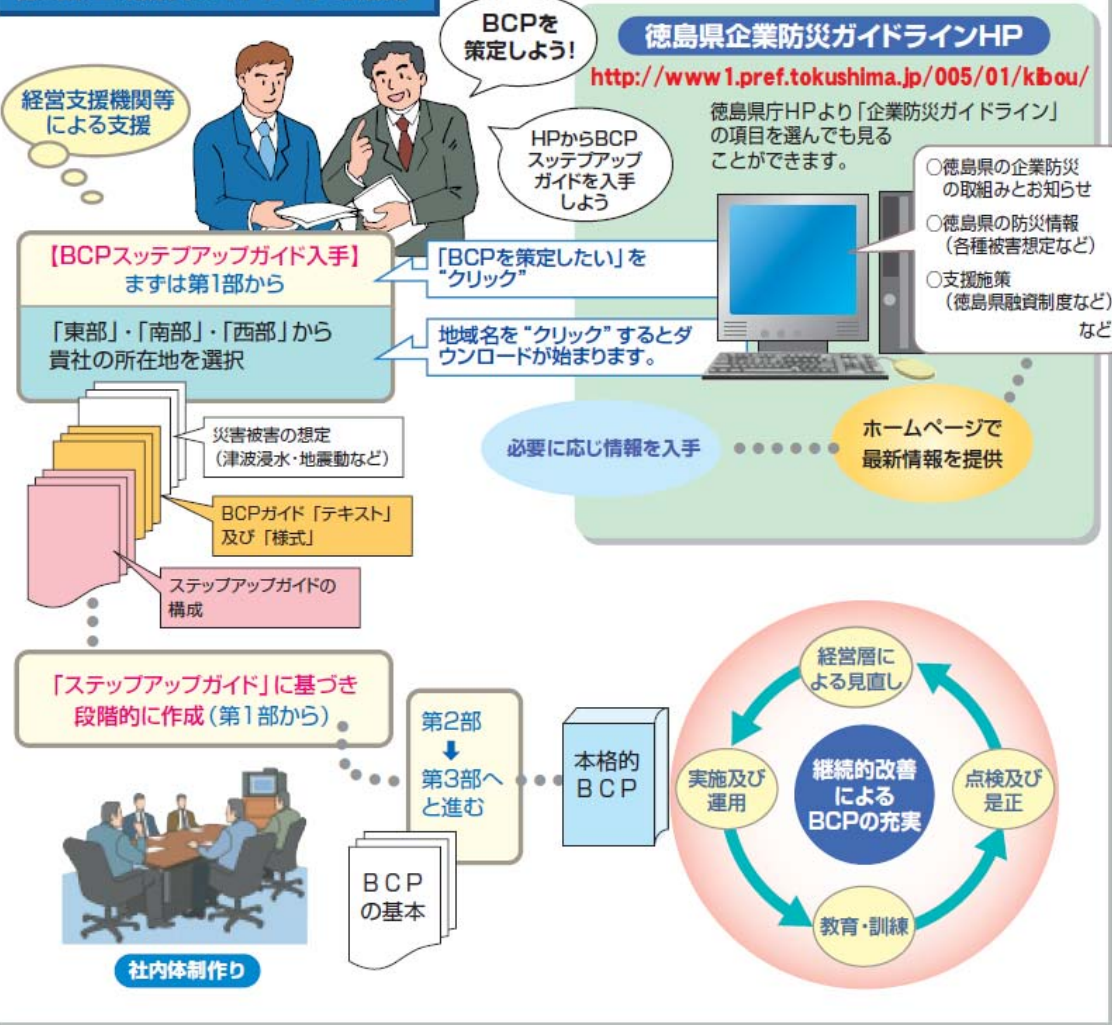 BCPを
策定しよう!
経営支援機関等
による支援
HPからBCP
スッテブアップ
ガイドを入手
しよう
徳島県企業防災ガイドラインHP
http://www1.pref.tokushima.jp/005/01/kibou/
徳島県庁HPより「企業防災ガイドライン」
の項目を選んでも見る
ことができます。
○徳島県の企業防災
の取組みとお知らせ
○徳島県の防災情報
(各種被害想定など)
○支援施策
(徳島県融資制度など)
など
【BCPスッテブアップガイド入手】
まずは第1部から
「BCPを策定したい」を
“クリック”
「東部」・「南部」・「西部」から
貴社の所在地を選択
地域名を“クリック”するとダ
ウンロードが始まります。
必要に応じ情報を入手
ホームページで
最新情報を提供
災害被害の想定
(津波浸水・地震動など)
BCPガイド「テキスト」
及び「様式」
ステップアップガイドの
構成
「ステップアップガイド」に基づき
段階的に作成(第1部から)
第2部
↓
第3部へ
と進む
本格的
BCP
BCP
の基本
社内体制作り
経営層に
よる見直し
実施及び
運用
継続的改善
による
BCPの充実
点検及び
是正
教育・訓練